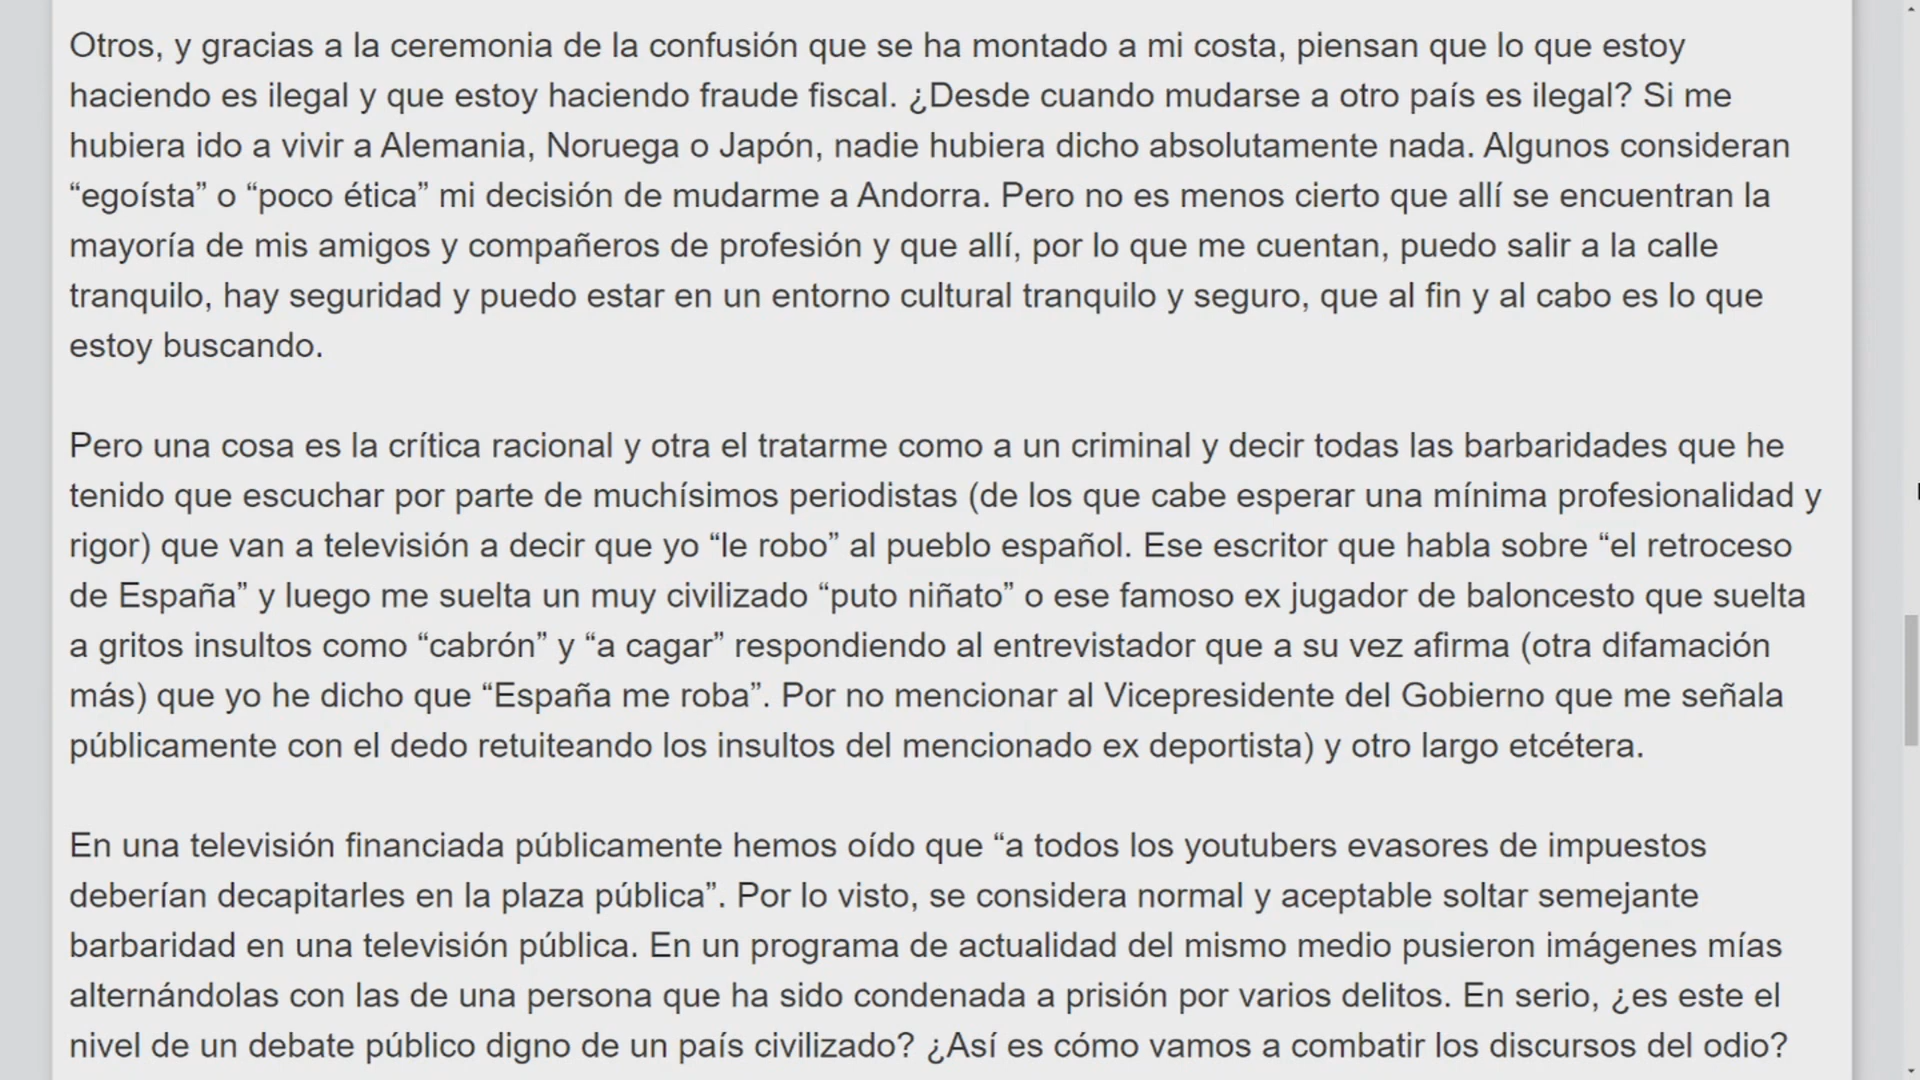 Otros, y gracias a la ceremonia de la confusión que se ha montado a mi costa, piensan que lo que estoy
haciendo es ilegal y que estoy haciendo fraude fiscal. ¿Desde cuando mudarse a otro país es ilegal? Si me
hubiera ido a vivir a Alemania, Noruega o Japón, nadie hubiera dicho absolutamente nada. Algunos consideran
“egoísta” o “poco ética” mi decisión de mudarme a Andorra. Pero no es menos cierto que allí se encuentran la
mayoría de mis amigos y compañeros de profesión y que allí, por lo que me cuentan, puedo salir a la calle
tranquilo, hay seguridad y puedo estar en un entorno cultural tranquilo y seguro, que al fin y al cabo es lo que
estoy buscando.
Pero una cosa es la crítica racional y otra el tratarme como a un criminal y decir todas las barbaridades que he
tenido que escuchar por parte de muchísimos periodistas (de los que cabe esperar una mínima profesionalidad y
rigor) que van a televisión a decir que yo “le robo” al pueblo español. Ese escritor que habla sobre “el retroceso
de España” y luego me suelta un muy civilizado “puto niñato” o ese famoso ex jugador de baloncesto que suelta
a gritos insultos como “cabrón” y “a cagar” respondiendo al entrevistador que a su vez afirma (otra difamación
más) que yo he dicho que “España me roba”. Por no mencionar al Vicepresidente del Gobierno que me señala
públicamente con el dedo retuiteando los insultos del mencionado ex deportista) y otro largo etcétera.
En una televisión financiada públicamente hemos oído que “a todos los youtubers evasores de impuestos
deberían decapitarles en la plaza pública”. Por lo visto, se considera normal y aceptable soltar semejante
barbaridad en una televisión pública. En un programa de actualidad del mismo medio pusieron imágenes mías
alternándolas con las de una persona que ha sido condenada a prisión por varios delitos. En serio, ¿es este el
nivel de un debate público digno de un país civilizado? ¿Así es cómo vamos a combatir los discursos del odio?